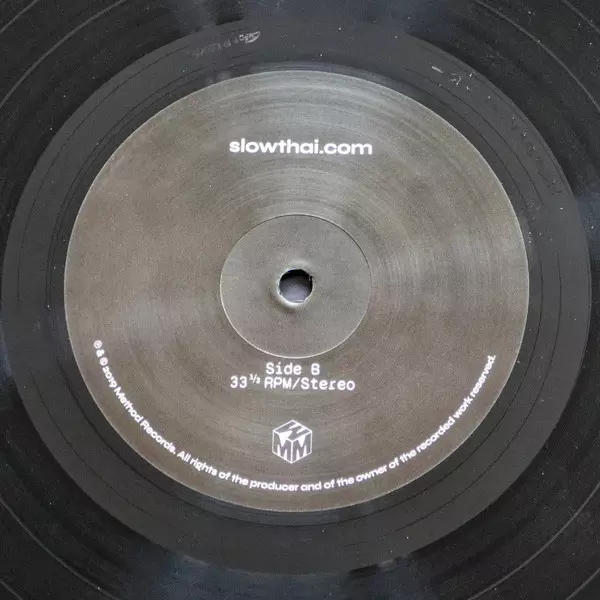 slowthai.com
Side B
33 ⅓ RPM/Stereo
MM
℗ & © 2019 Method Records. All rights of the producer and of the owner of the recorded work reserved.